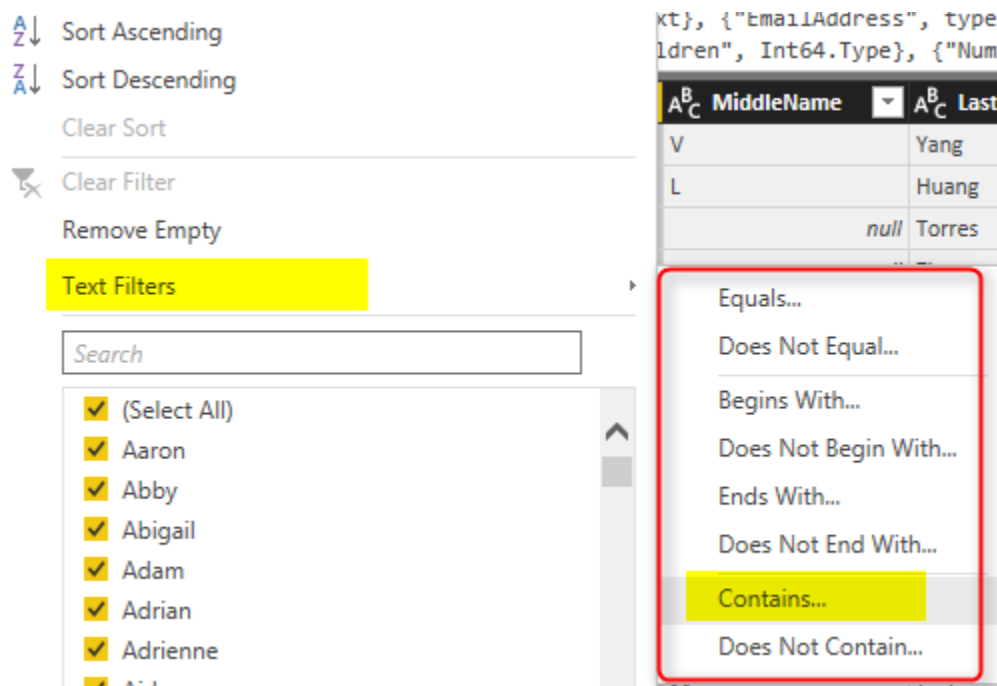 Sort Ascending
Sort Descending
Clear Sort
Clear Filter
Remove Empty
Text Filters
Search
(Select All)
Aaron
Abby
Abigail
Adam
Adrian
Adrienne
xt}, {"EmailAddress", type
ldren", Int64.Type}, {"Num
ABC MiddleName ABC Last
V Yang
L Huang
null Torres
Equals...
Does Not Equal...
Begins With...
Does Not Begin With...
Ends With...
Does Not End With...
Contains...
Does Not Contain...